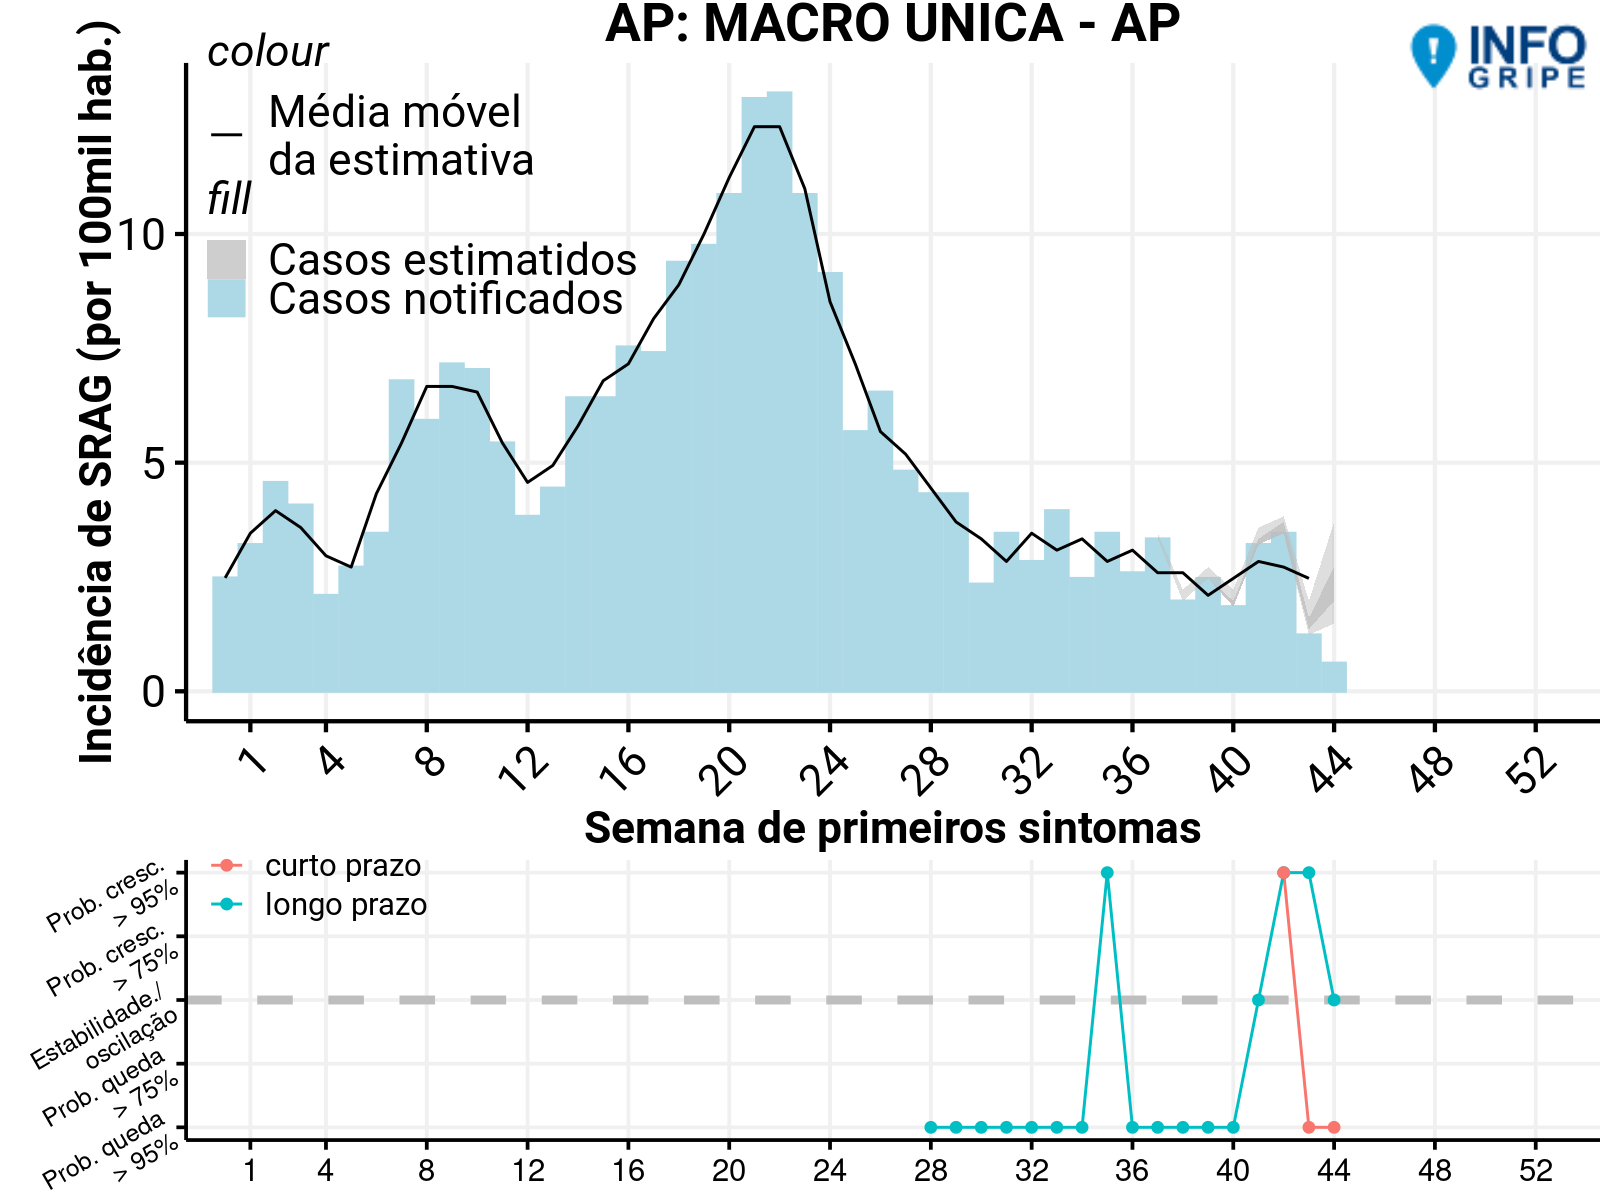 AP: MACRO UNICA - AP
INFO
GRIPE
colour
Média móvel
da estimativa
fill
Casos estimatidos
Casos notificados
Incidência de SRAG (por 100mil hab.)
10
5
0
1 4 8 12 16 20 24 28 32 36 40 44 48 52
Semana de primeiros sintomas
curto prazo
longo prazo
Prob. cresc.
> 95%
Prob. cresc.
> 75%
Estabilidade./
oscilação
Prob. queda
> 75%
Prob. queda
> 95%
1 4 8 12 16 20 24 28 32 36 40 44 48 52